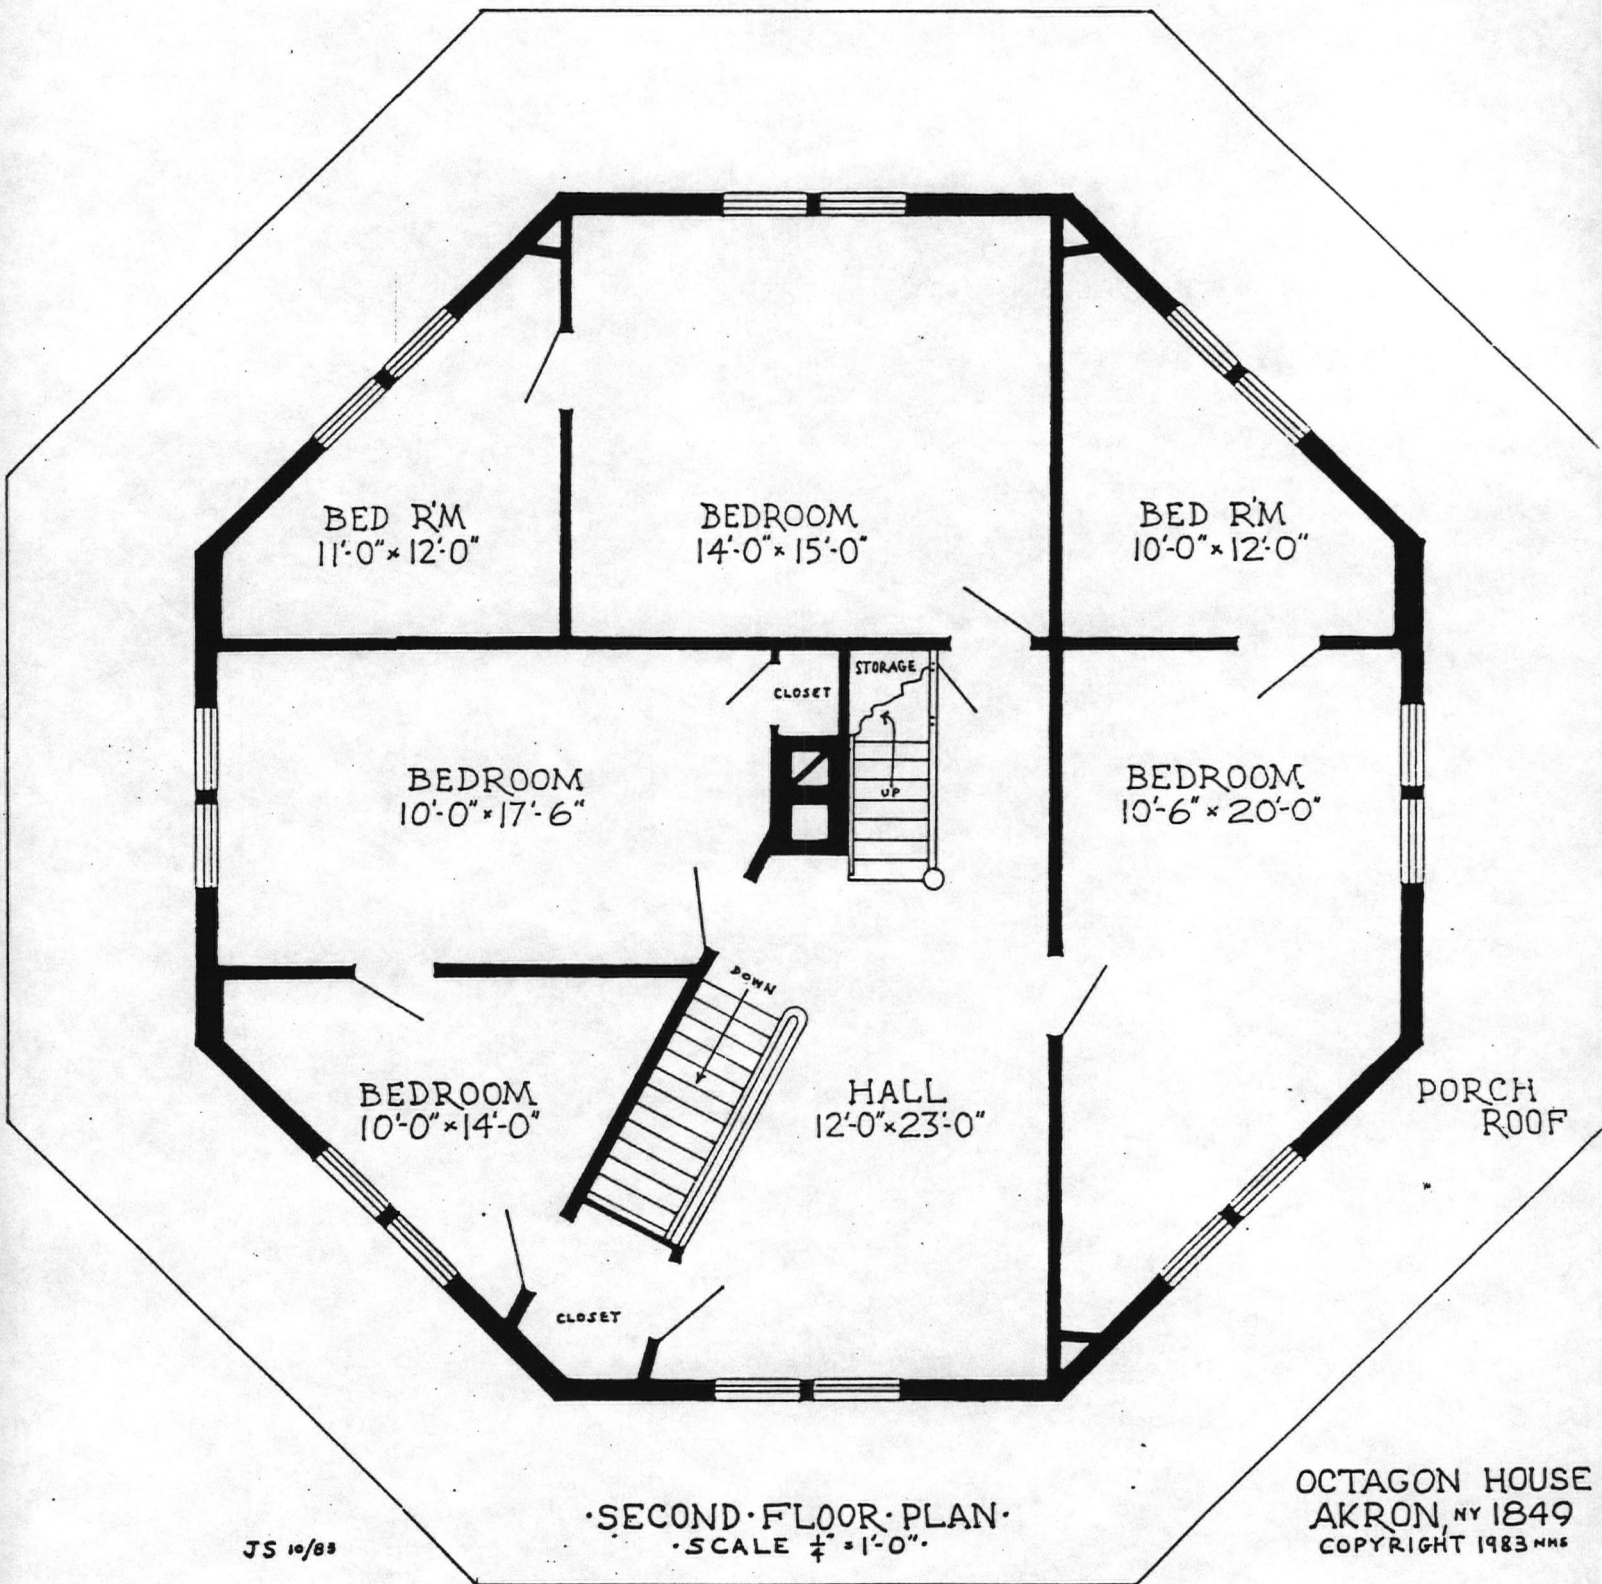 BED R'M
11'-0" × 12'-0"
BEDROOM
14'-0" × 15'-0"
BED R'M
10'-0" × 12'-0"
STORAGE
CLOSET
UP
BEDROOM
10'-0" × 17'-6"
BEDROOM
10'-6" × 20'-0"
DOWN
BEDROOM
10'-0" × 14'-0"
HALL
12'-0" × 23'-0"
PORCH
ROOF
CLOSET
·SECOND·FLOOR·PLAN·
·SCALE ¼" = 1'-0"·
JS 10/83
OCTAGON HOUSE
AKRON, NY 1849
COPYRIGHT 1983 NHS